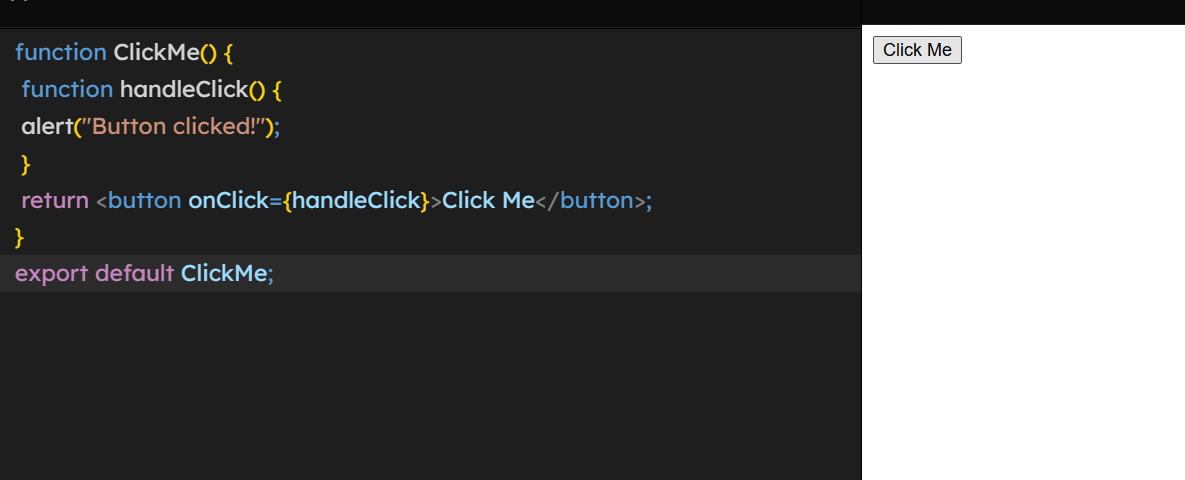 function ClickMe() {
function handleClick() {
alert("Button clicked!");
}
return <button onClick={handleClick}>Click Me</button>;
}
export default ClickMe;
Click Me